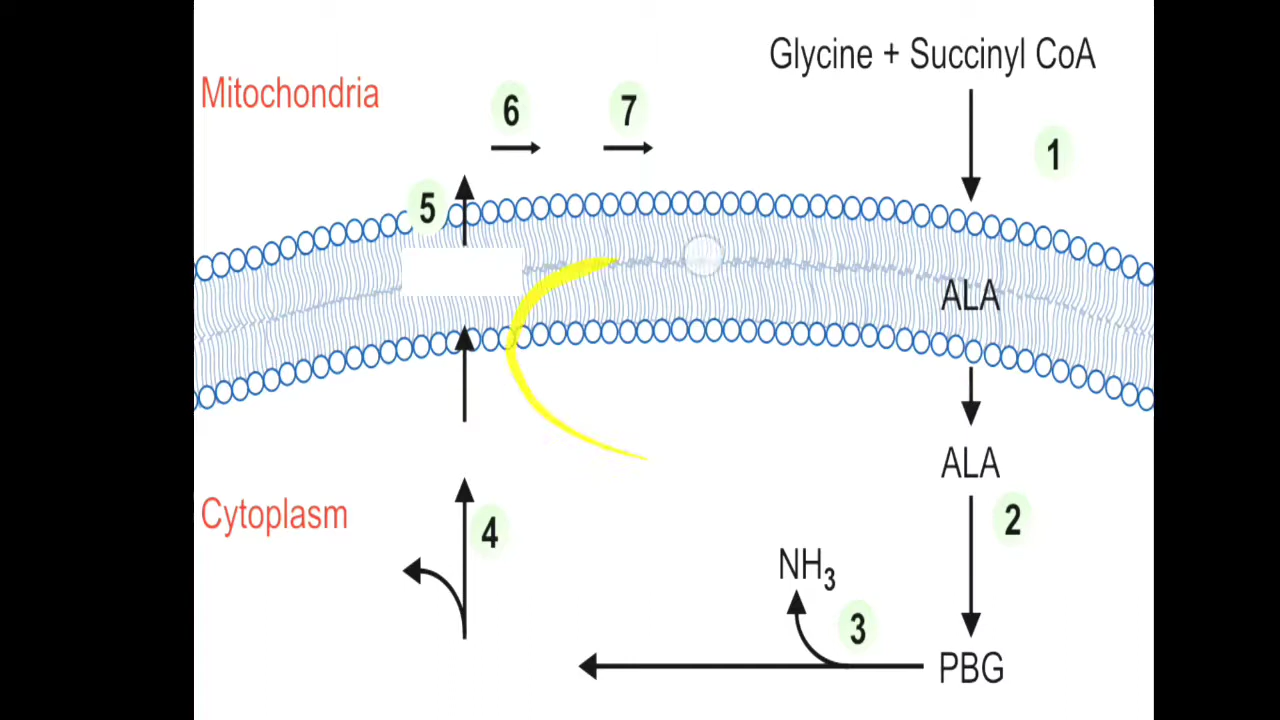 Glycine + Succinyl CoA
Mitochondria
6
7
1
5
ALA
ALA
Cytoplasm
2
4
NH₃
3
PBG